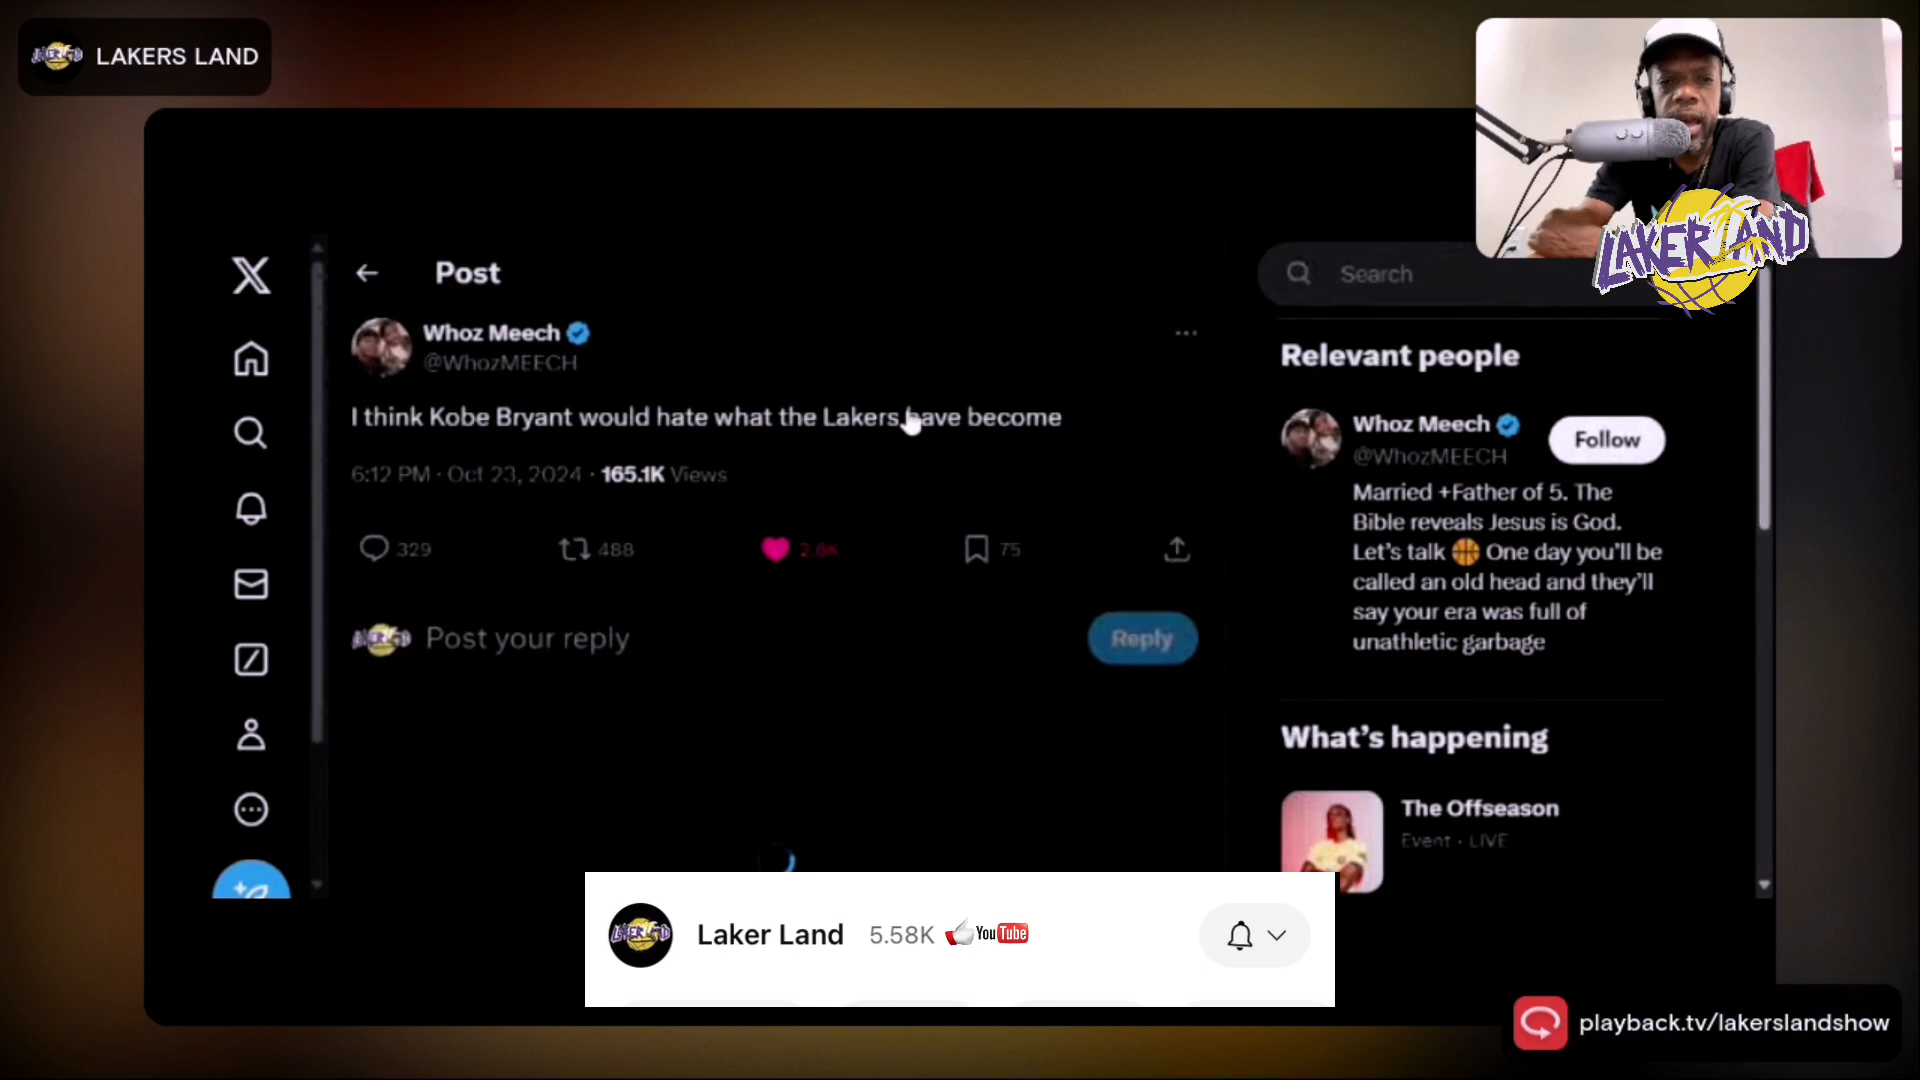 LAKERS LAND
LAKER LAND
Post
Search
Whoz Meech
@WhozMEECH
I think Kobe Bryant would hate what the Lakers have become
6:12 PM · Oct 23, 2024 · 165.1K Views
329
488
75
Post your reply
Reply
Relevant people
Whoz Meech
@WhozMEECH
Follow
Married +Father of 5. The
Bible reveals Jesus is God.
Let's talk 🏀 One day you'll be
called an old head and they'll
say your era was full of
unathletic garbage
What's happening
The Offseason
Event · LIVE
Laker Land 5.58K YouTube
playback.tv/lakerslandshow